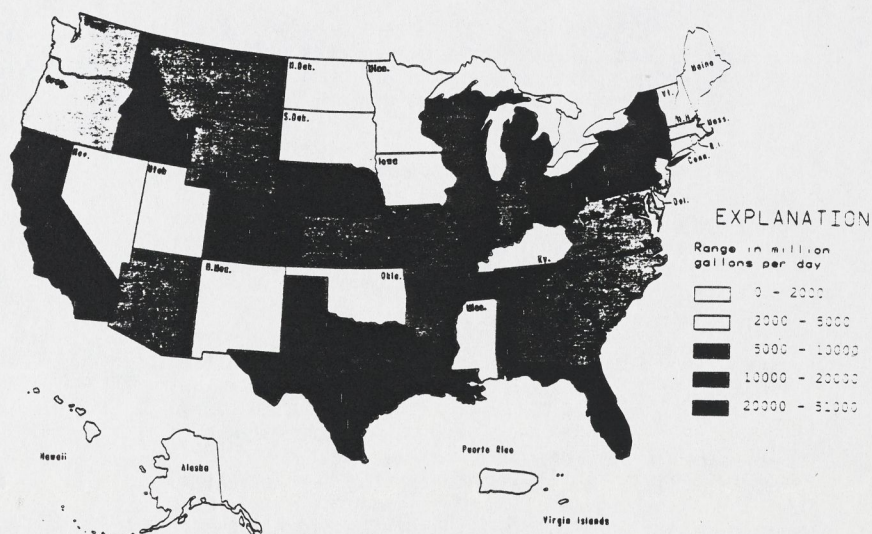 N.Dak.
Minn.
Maine
Oreg.
Vt.
S.Dak.
N.H.
Mass.
R.I.
Nev.
Iowa
Conn.
Utah
Del.
EXPLANATION
Range in million
gallons per day
Ky.
N.Mex.
Okla.
0 - 2000
Miss.
2000 - 5000
5000 - 10000
10000 - 20000
20000 - 51000
Puerto Rico
Hawaii
Alaska
Virgin Islands